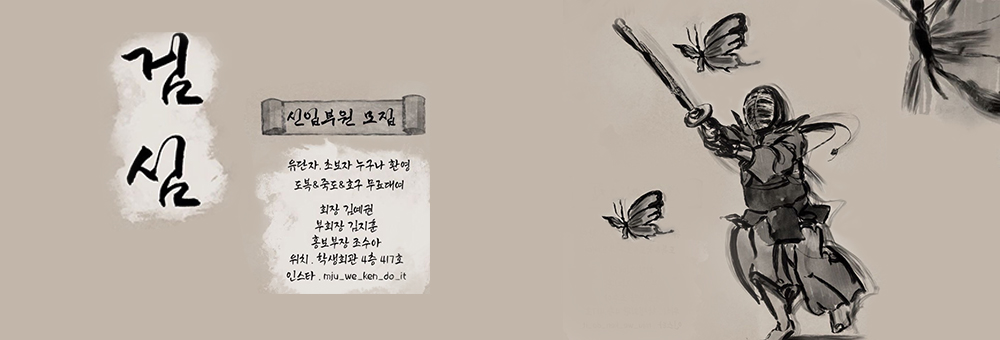 검
심
신입부원 모집
유단자, 초보자 누구나 환영
도복&죽도&호구 무료대여
회장 김예권
부회장 김지훈
홍보부장 조수아
위치. 학생회관 4층 417호
인스타. mju_we_ken_do_it